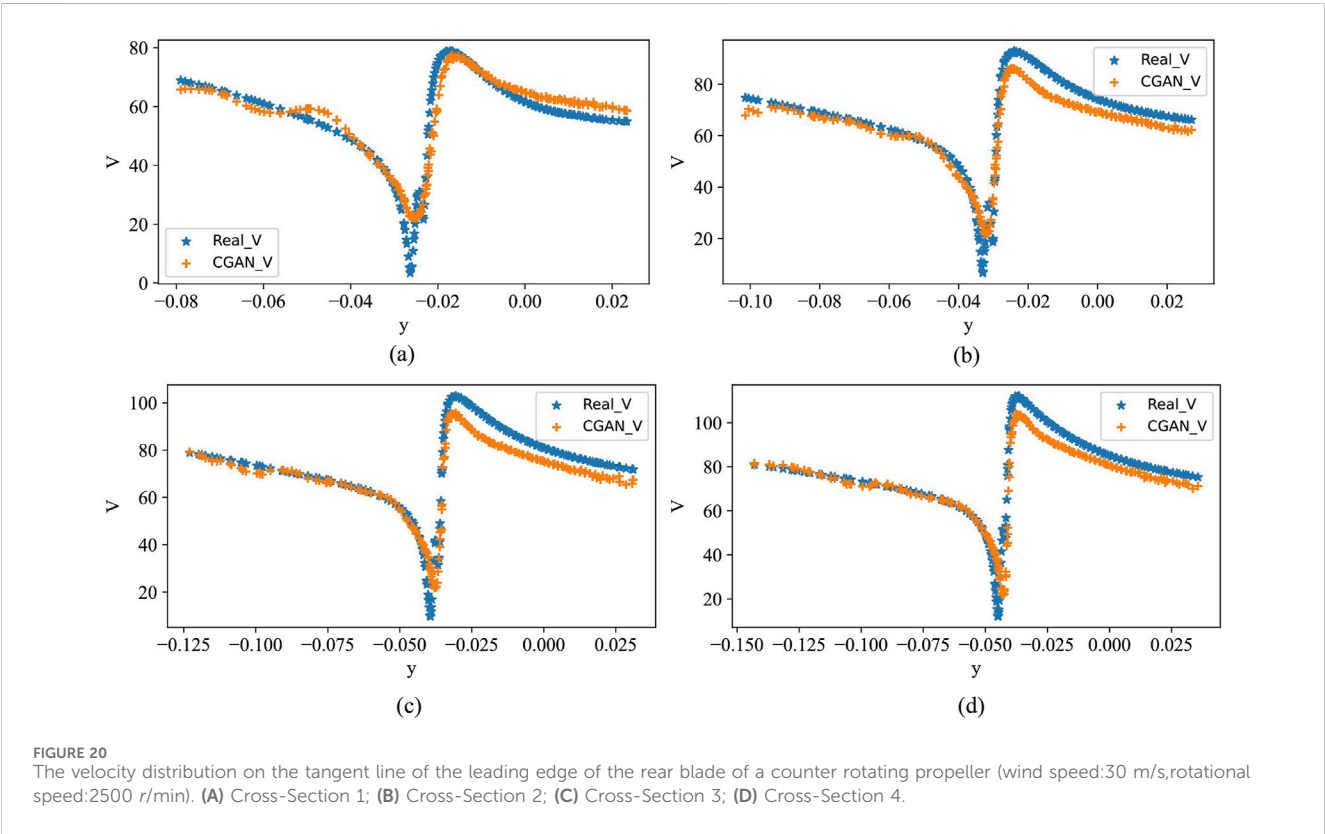 80
60
40
20
0
V
Real_V
CGAN_V
−0.08 −0.06 −0.04 −0.02 0.00 0.02
y
(a)
80
60
40
20
V
Real_V
CGAN_V
−0.10 −0.08 −0.06 −0.04 −0.02 0.00 0.02
y
(b)
100
80
60
40
20
V
Real_V
CGAN_V
−0.125 −0.100 −0.075 −0.050 −0.025 0.000 0.025
y
(c)
100
80
60
40
20
V
Real_V
CGAN_V
−0.150 −0.125 −0.100 −0.075 −0.050 −0.025 0.000 0.025
y
(d)
FIGURE 20
The velocity distribution on the tangent line of the leading edge of the rear blade of a counter rotating propeller (wind speed:30 m/s,rotational
speed:2500 r/min). (A) Cross-Section 1; (B) Cross-Section 2; (C) Cross-Section 3; (D) Cross-Section 4.